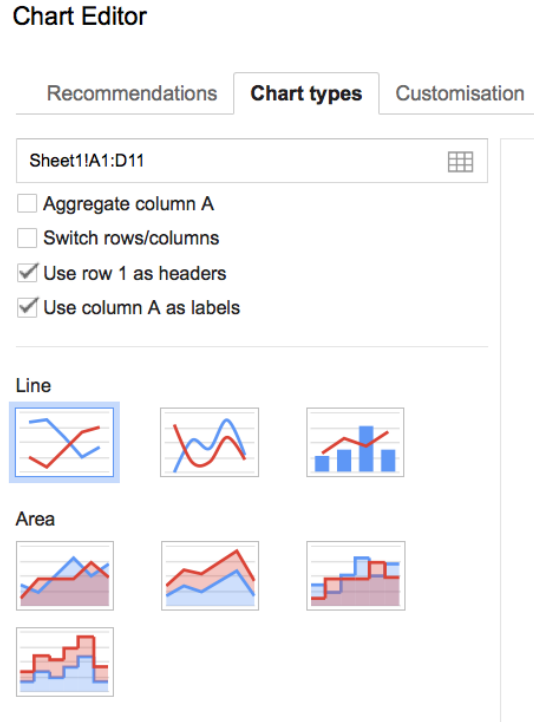 Chart Editor
Recommendations Chart types Customisation
Sheet1!A1:D11
Aggregate column A
Switch rows/columns
Use row 1 as headers
Use column A as labels
Line
Area